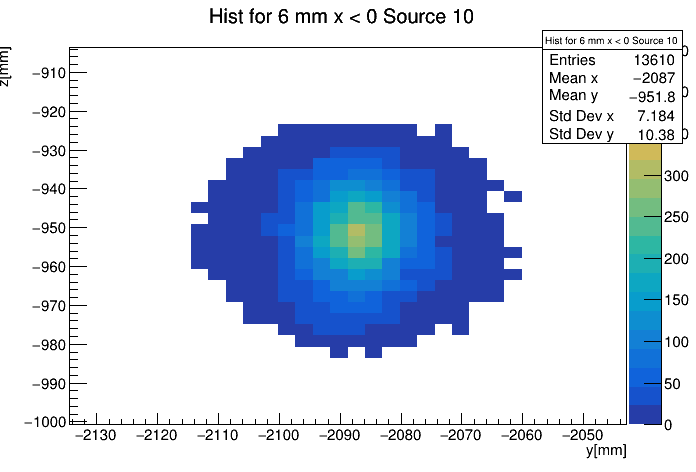 Hist for 6 mm x < 0 Source 10
z[mm]
Hist for 6 mm x < 0 Source 10
Entries 13610
Mean x −2087
Mean y −951.8
Std Dev x 7.184
Std Dev y 10.38
−910
−920
−930
−940
−950
−960
−970
−980
−990
−1000
300
250
200
150
100
50
0
−2130 −2120 −2110 −2100 −2090 −2080 −2070 −2060 −2050
y[mm]